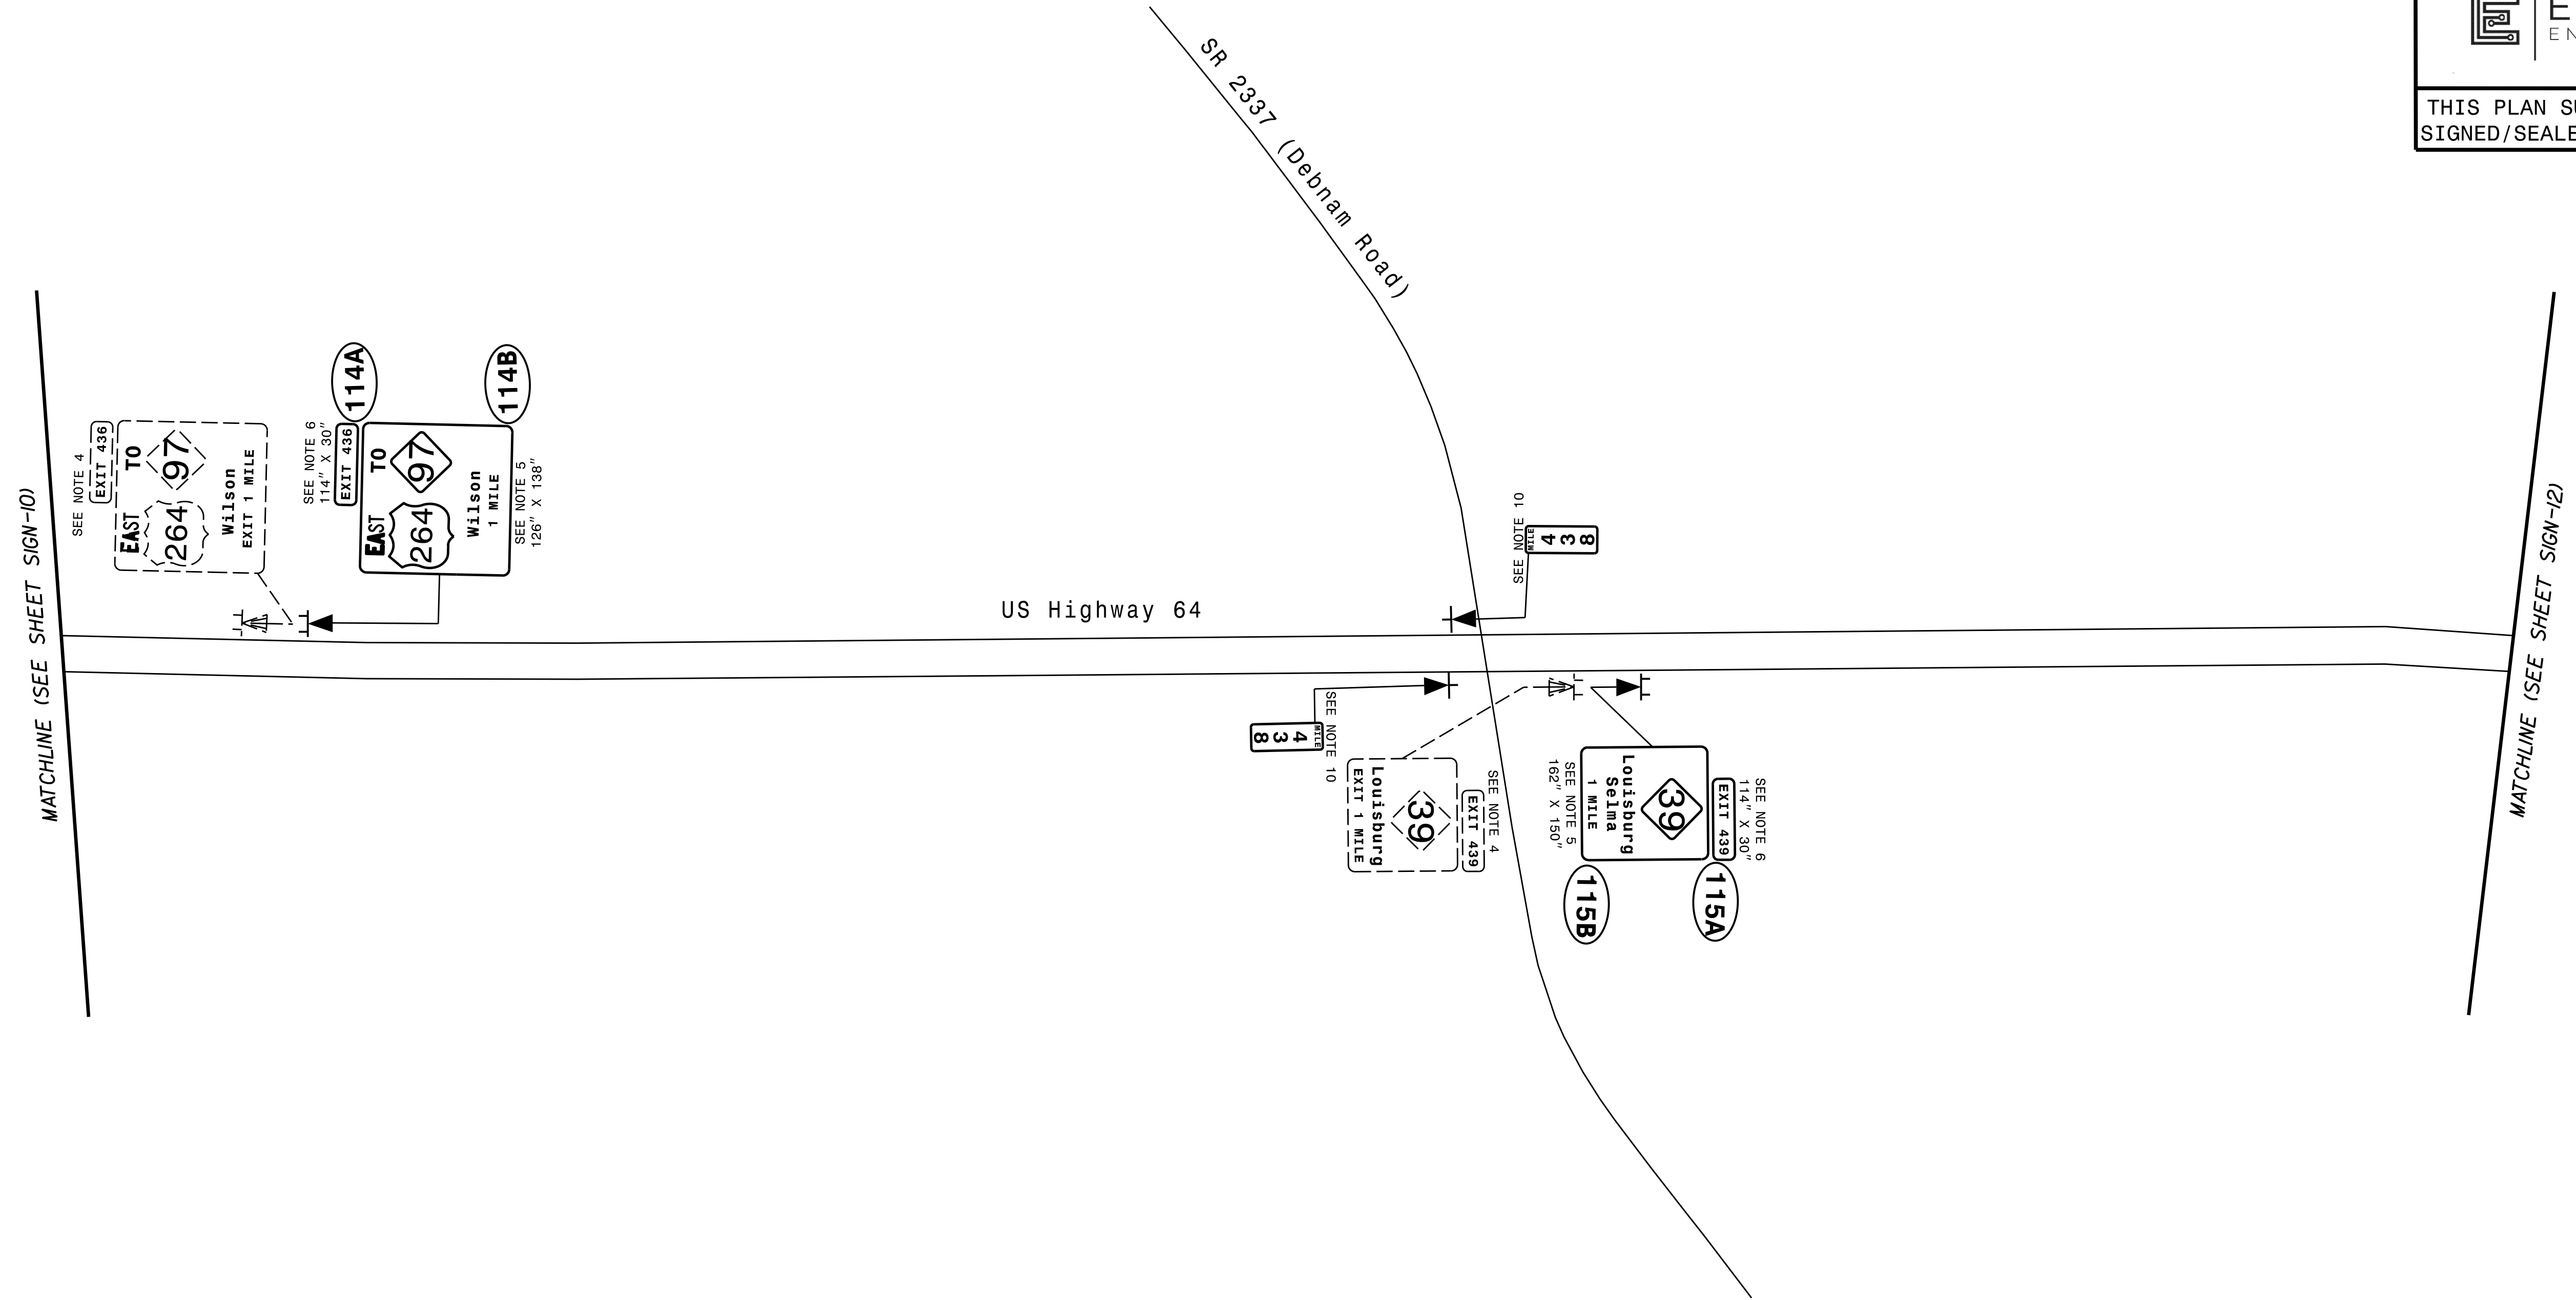 SR 2337 (Debnam Road)
E
EN
THIS PLAN SU
SIGNED/SEALE
MATCHLINE (SEE SHEET SIGN-10)
SEE NOTE 4
EXIT 436
EAST TO
264 97
Wilson
EXIT 1 MILE
114A
114B
SEE NOTE 6
114" X 30"
EXIT 436
EAST TO
264 97
Wilson
1 MILE
SEE NOTE 5
126" X 138"
US Highway 64
SEE NOTE 10
MILE
4
3
8
SEE NOTE 10
MILE
4
3
8
SEE NOTE 4
EXIT 439
39
Louisburg
EXIT 1 MILE
SEE NOTE 6
114" X 30"
EXIT 439
39
Louisburg
Selma
1 MILE
SEE NOTE 5
162" X 150"
115B
115A
MATCHLINE (SEE SHEET SIGN-12)